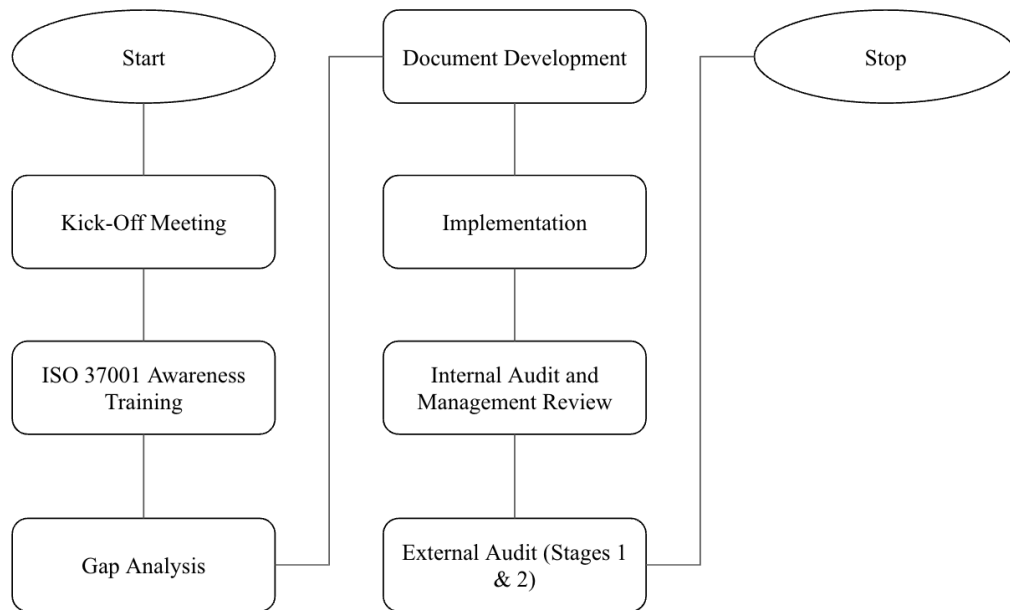 Start
Kick-Off Meeting
ISO 37001 Awareness
Training
Gap Analysis
Document Development
Implementation
Internal Audit and
Management Review
External Audit (Stages 1
& 2)
Stop